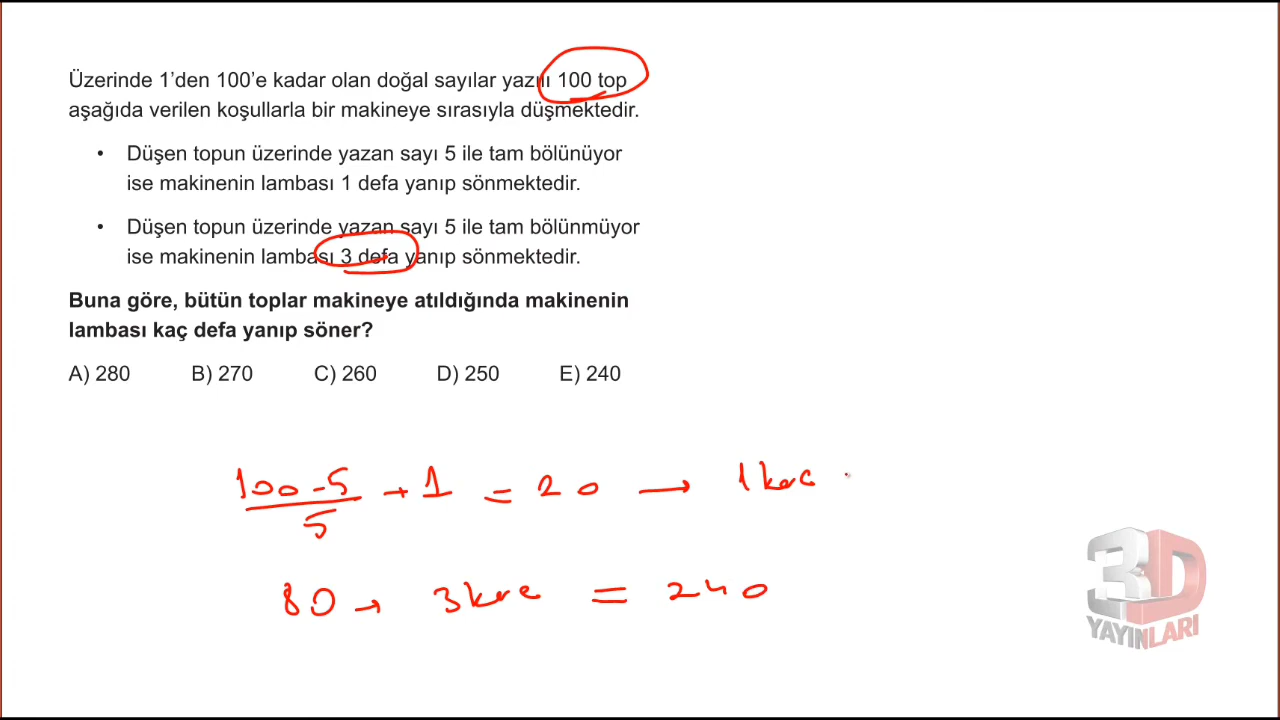 Üzerinde 1'den 100'e kadar olan doğal sayılar yazılı 100 top
aşağıda verilen koşullarla bir makineye sırasıyla düşmektedir.
• Düşen topun üzerinde yazan sayı 5 ile tam bölünüyor
ise makinenin lambası 1 defa yanıp sönmektedir.
• Düşen topun üzerinde yazan sayı 5 ile tam bölünmüyor
ise makinenin lambası 3 defa yanıp sönmektedir.
Buna göre, bütün toplar makineye atıldığında makinenin
lambası kaç defa yanıp söner?
A) 280 B) 270 C) 260 D) 250 E) 240
100-5
5
+ 1 = 20 → 1 kere
80 → 3 kere = 240
3D
YAYINLARI